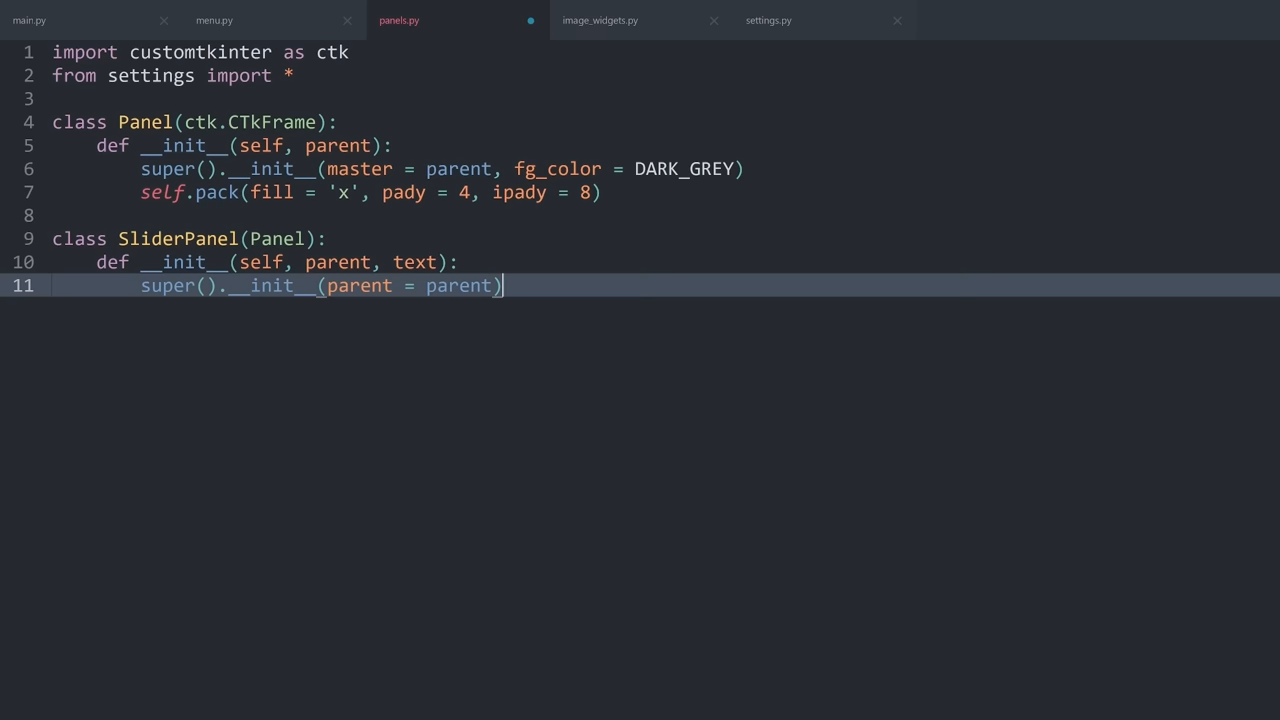 main.py menu.py panels.py image_widgets.py settings.py
1 import customtkinter as ctk
2 from settings import *
3
4 class Panel(ctk.CTkFrame):
5     def __init__(self, parent):
6         super().__init__(master = parent, fg_color = DARK_GREY)
7         self.pack(fill = 'x', pady = 4, ipady = 8)
8
9 class SliderPanel(Panel):
10     def __init__(self, parent, text):
11         super().__init__(parent = parent)